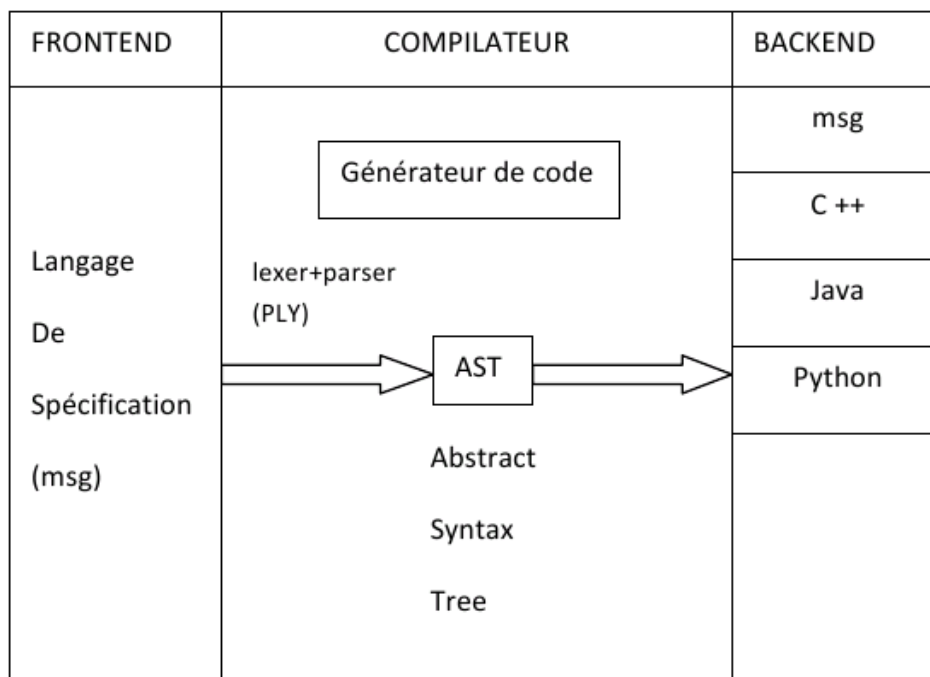 FRONTEND
COMPILATEUR
BACKEND
Langage
De
Spécification
(msg)
Générateur de code
lexer+parser
(PLY)
AST
Abstract
Syntax
Tree
msg
C ++
Java
Python